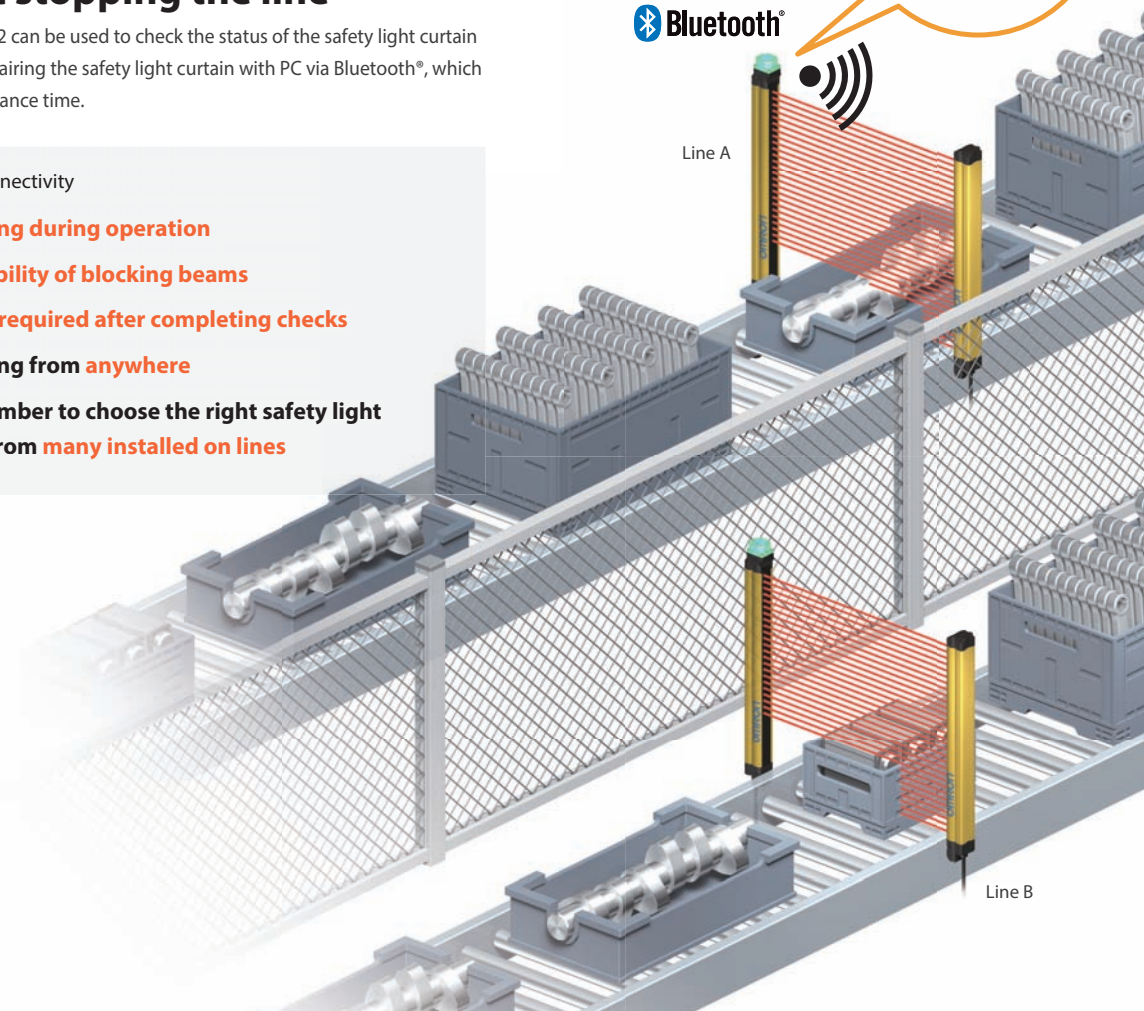 stopping the line
2 can be used to check the status of the safety light curtain
airing the safety light curtain with PC via Bluetooth®, which
ance time.
nectivity
ng during operation
bility of blocking beams
required after completing checks
ng from anywhere
mber to choose the right safety light
rom many installed on lines
Bluetooth®
Line A
omron
omron
omron
Line B